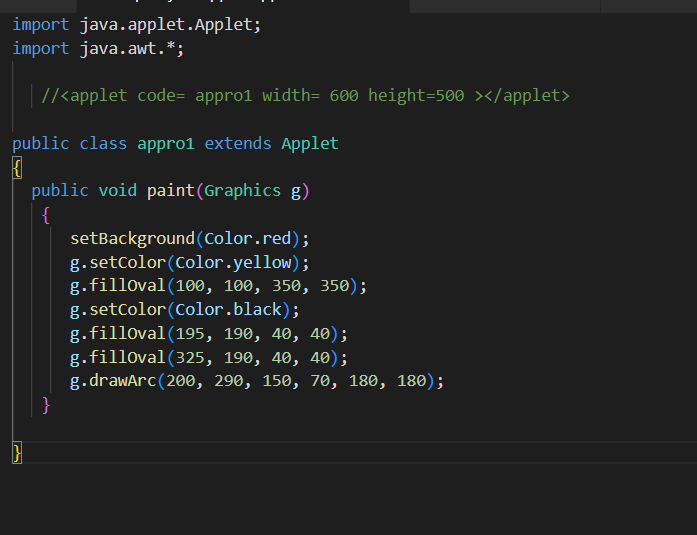 import java.applet.Applet;
import java.awt.*;
//<applet code= appro1 width= 600 height=500 ></applet>
public class appro1 extends Applet
{
public void paint(Graphics g)
{
setBackground(Color.red);
g.setColor(Color.yellow);
g.fillOval(100, 100, 350, 350);
g.setColor(Color.black);
g.fillOval(195, 190, 40, 40);
g.fillOval(325, 190, 40, 40);
g.drawArc(200, 290, 150, 70, 180, 180);
}
}